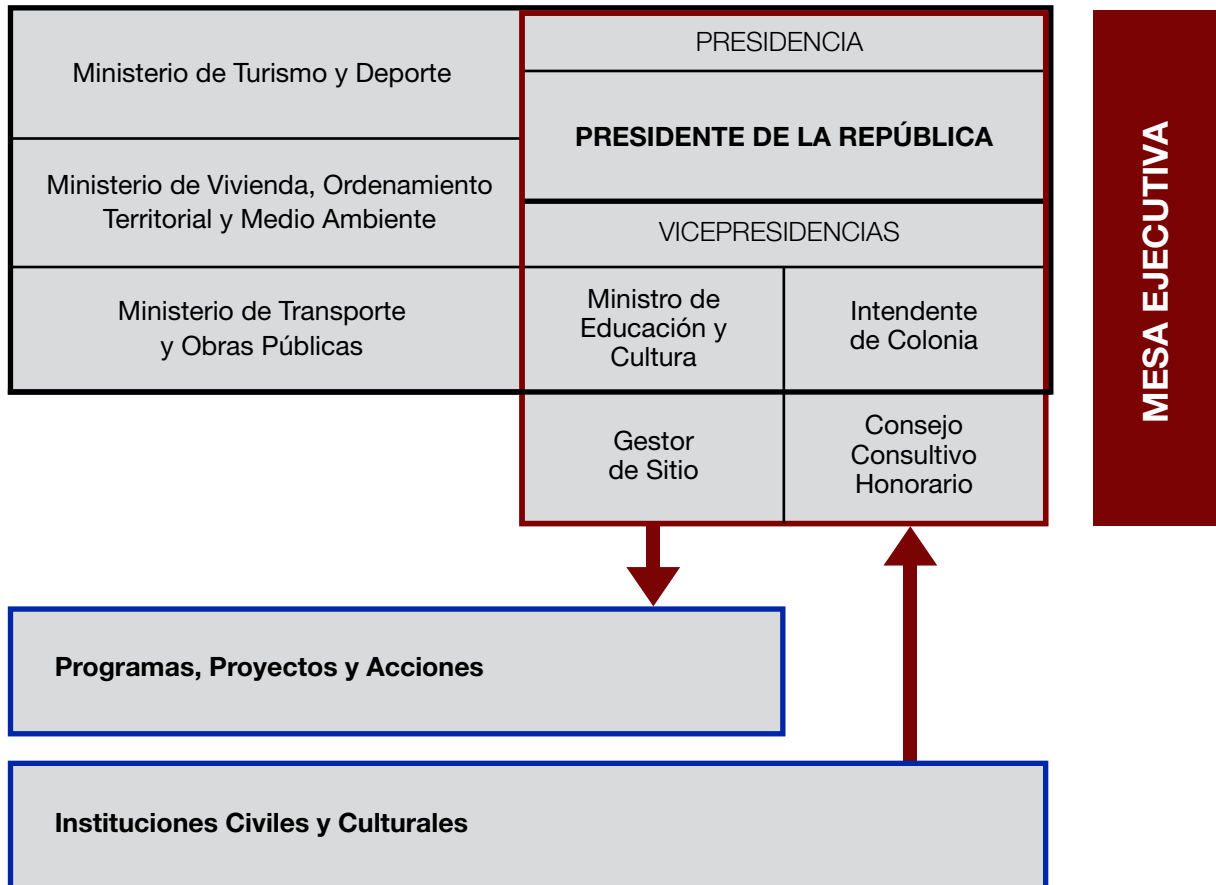 Ministerio de Turismo y Deporte
Ministerio de Vivienda, Ordenamiento
Territorial y Medio Ambiente
Ministerio de Transporte
y Obras Públicas
PRESIDENCIA
PRESIDENTE DE LA REPÚBLICA
VICEPRESIDENCIAS
Ministro de
Educación y
Cultura
Intendente
de Colonia
Gestor
de Sitio
Consejo
Consultivo
Honorario
MESA EJECUTIVA
Programas, Proyectos y Acciones
Instituciones Civiles y Culturales